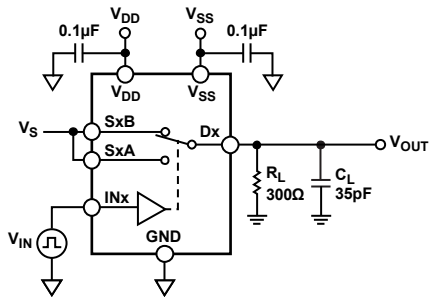 VDD
VSS
0.1µF
0.1µF
VDD
VSS
VS
SxB
Dx
VOUT
SxA
RL
300Ω
CL
35pF
INx
VIN
GND